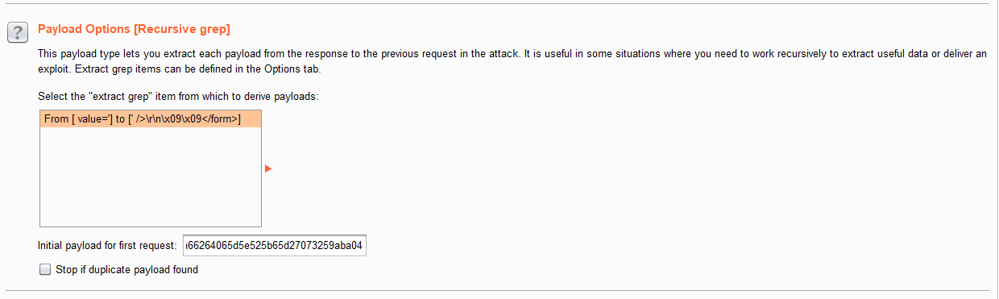 ?
Payload Options [Recursive grep]
This payload type lets you extract each payload from the response to the previous request in the attack. It is useful in some situations where you need to work recursively to extract useful data or deliver an
exploit. Extract grep items can be defined in the Options tab.
Select the "extract grep" item from which to derive payloads:
From [ value='] to [' />\r\n\x09\x09</form>]
Initial payload for first request: 66264065d5e525b65d27073259aba04
Stop if duplicate payload found